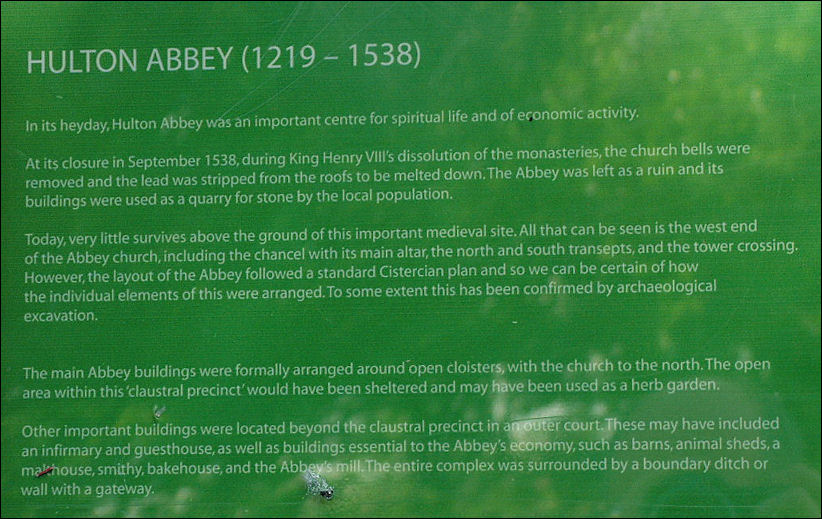 HULTON ABBEY (1219 – 1538)
In its heyday, Hulton Abbey was an important centre for spiritual life and of economic activity.
At its closure in September 1538, during King Henry VIII's dissolution of the monasteries, the church bells were
removed and the lead was stripped from the roofs to be melted down. The Abbey was left as a ruin and its
buildings were used as a quarry for stone by the local population.
Today, very little survives above the ground of this important medieval site. All that can be seen is the west end
of the Abbey church, including the chancel with its main altar, the north and south transepts, and the tower crossing.
However, the layout of the Abbey followed a standard Cistercian plan and so we can be certain of how
the individual elements of this were arranged. To some extent this has been confirmed by archaeological
excavation.
The main Abbey buildings were formally arranged around open cloisters, with the church to the north. The open
area within this 'claustral precinct' would have been sheltered and may have been used as a herb garden.
Other important buildings were located beyond the claustral precinct in an outer court. These may have included
an infirmary and guesthouse, as well as buildings essential to the Abbey's economy, such as barns, animal sheds, a
malthouse, smithy, bakehouse, and the Abbey's mill. The entire complex was surrounded by a boundary ditch or
wall with a gateway.